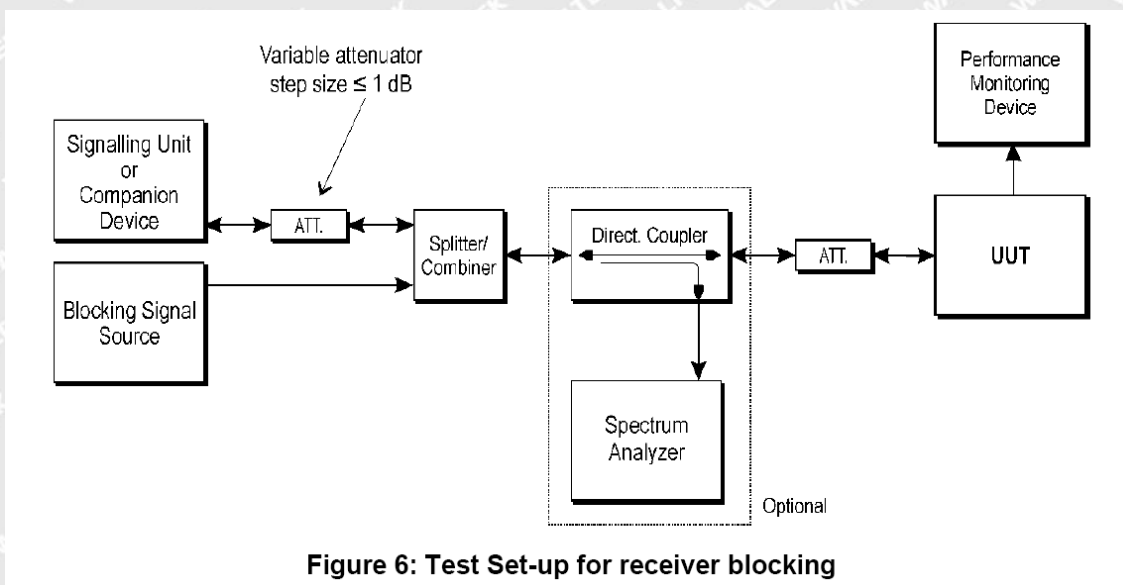 Variable attenuator
step size ≤ 1 dB
Signalling Unit
or
Companion
Device
ATT.
Splitter/
Combiner
Blocking Signal
Source
Direct. Coupler
Spectrum
Analyzer
Optional
ATT.
Performance
Monitoring
Device
UUT
Figure 6: Test Set-up for receiver blocking